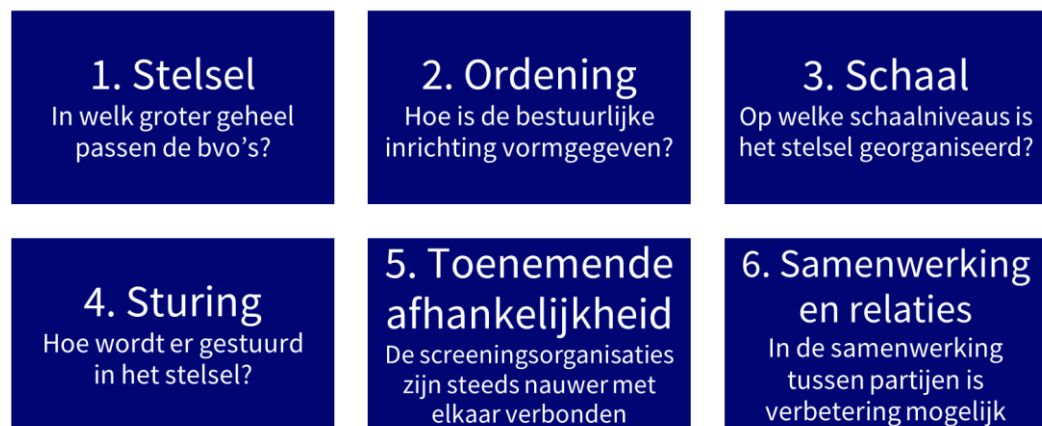 1. Stelsel
In welk groter geheel
passen de bvo's?
2. Ordening
Hoe is de bestuurlijke
inrichting vormgegeven?
3. Schaal
Op welke schaalniveaus is
het stelsel georganiseerd?
4. Sturing
Hoe wordt er gestuurd
in het stelsel?
5. Toenemende
afhankelijkheid
De screeningsorganisaties
zijn steeds nauwer met
elkaar verbonden
6. Samenwerking
en relaties
In de samenwerking
tussen partijen is
verbetering mogelijk